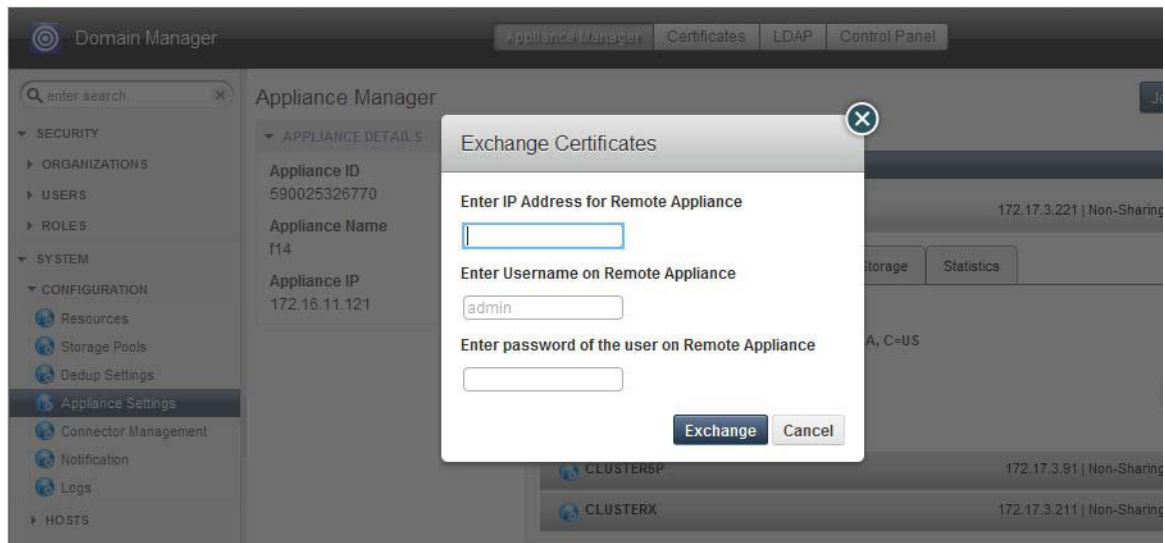 Domain Manager
Appliance Manager
Certificates
LDAP
Control Panel
enter search
SECURITY
ORGANIZATIONS
USERS
ROLES
SYSTEM
CONFIGURATION
Resources
Storage Pools
Dedup Settings
Appliance Settings
Connector Management
Notification
Logs
HOSTS
Appliance Manager
APPLIANCE DETAILS
Appliance ID
590025326770
Appliance Name
f14
Appliance IP
172.16.11.121
Exchange Certificates
Enter IP Address for Remote Appliance
Enter Username on Remote Appliance
admin
Enter password of the user on Remote Appliance
Exchange
Cancel
172.17.3.221 | Non-Sharing
Statistics
A, C=US
CLUSTER5P
172.17.3.91 | Non-Sharing
CLUSTERX
172.17.3.211 | Non-Sharing